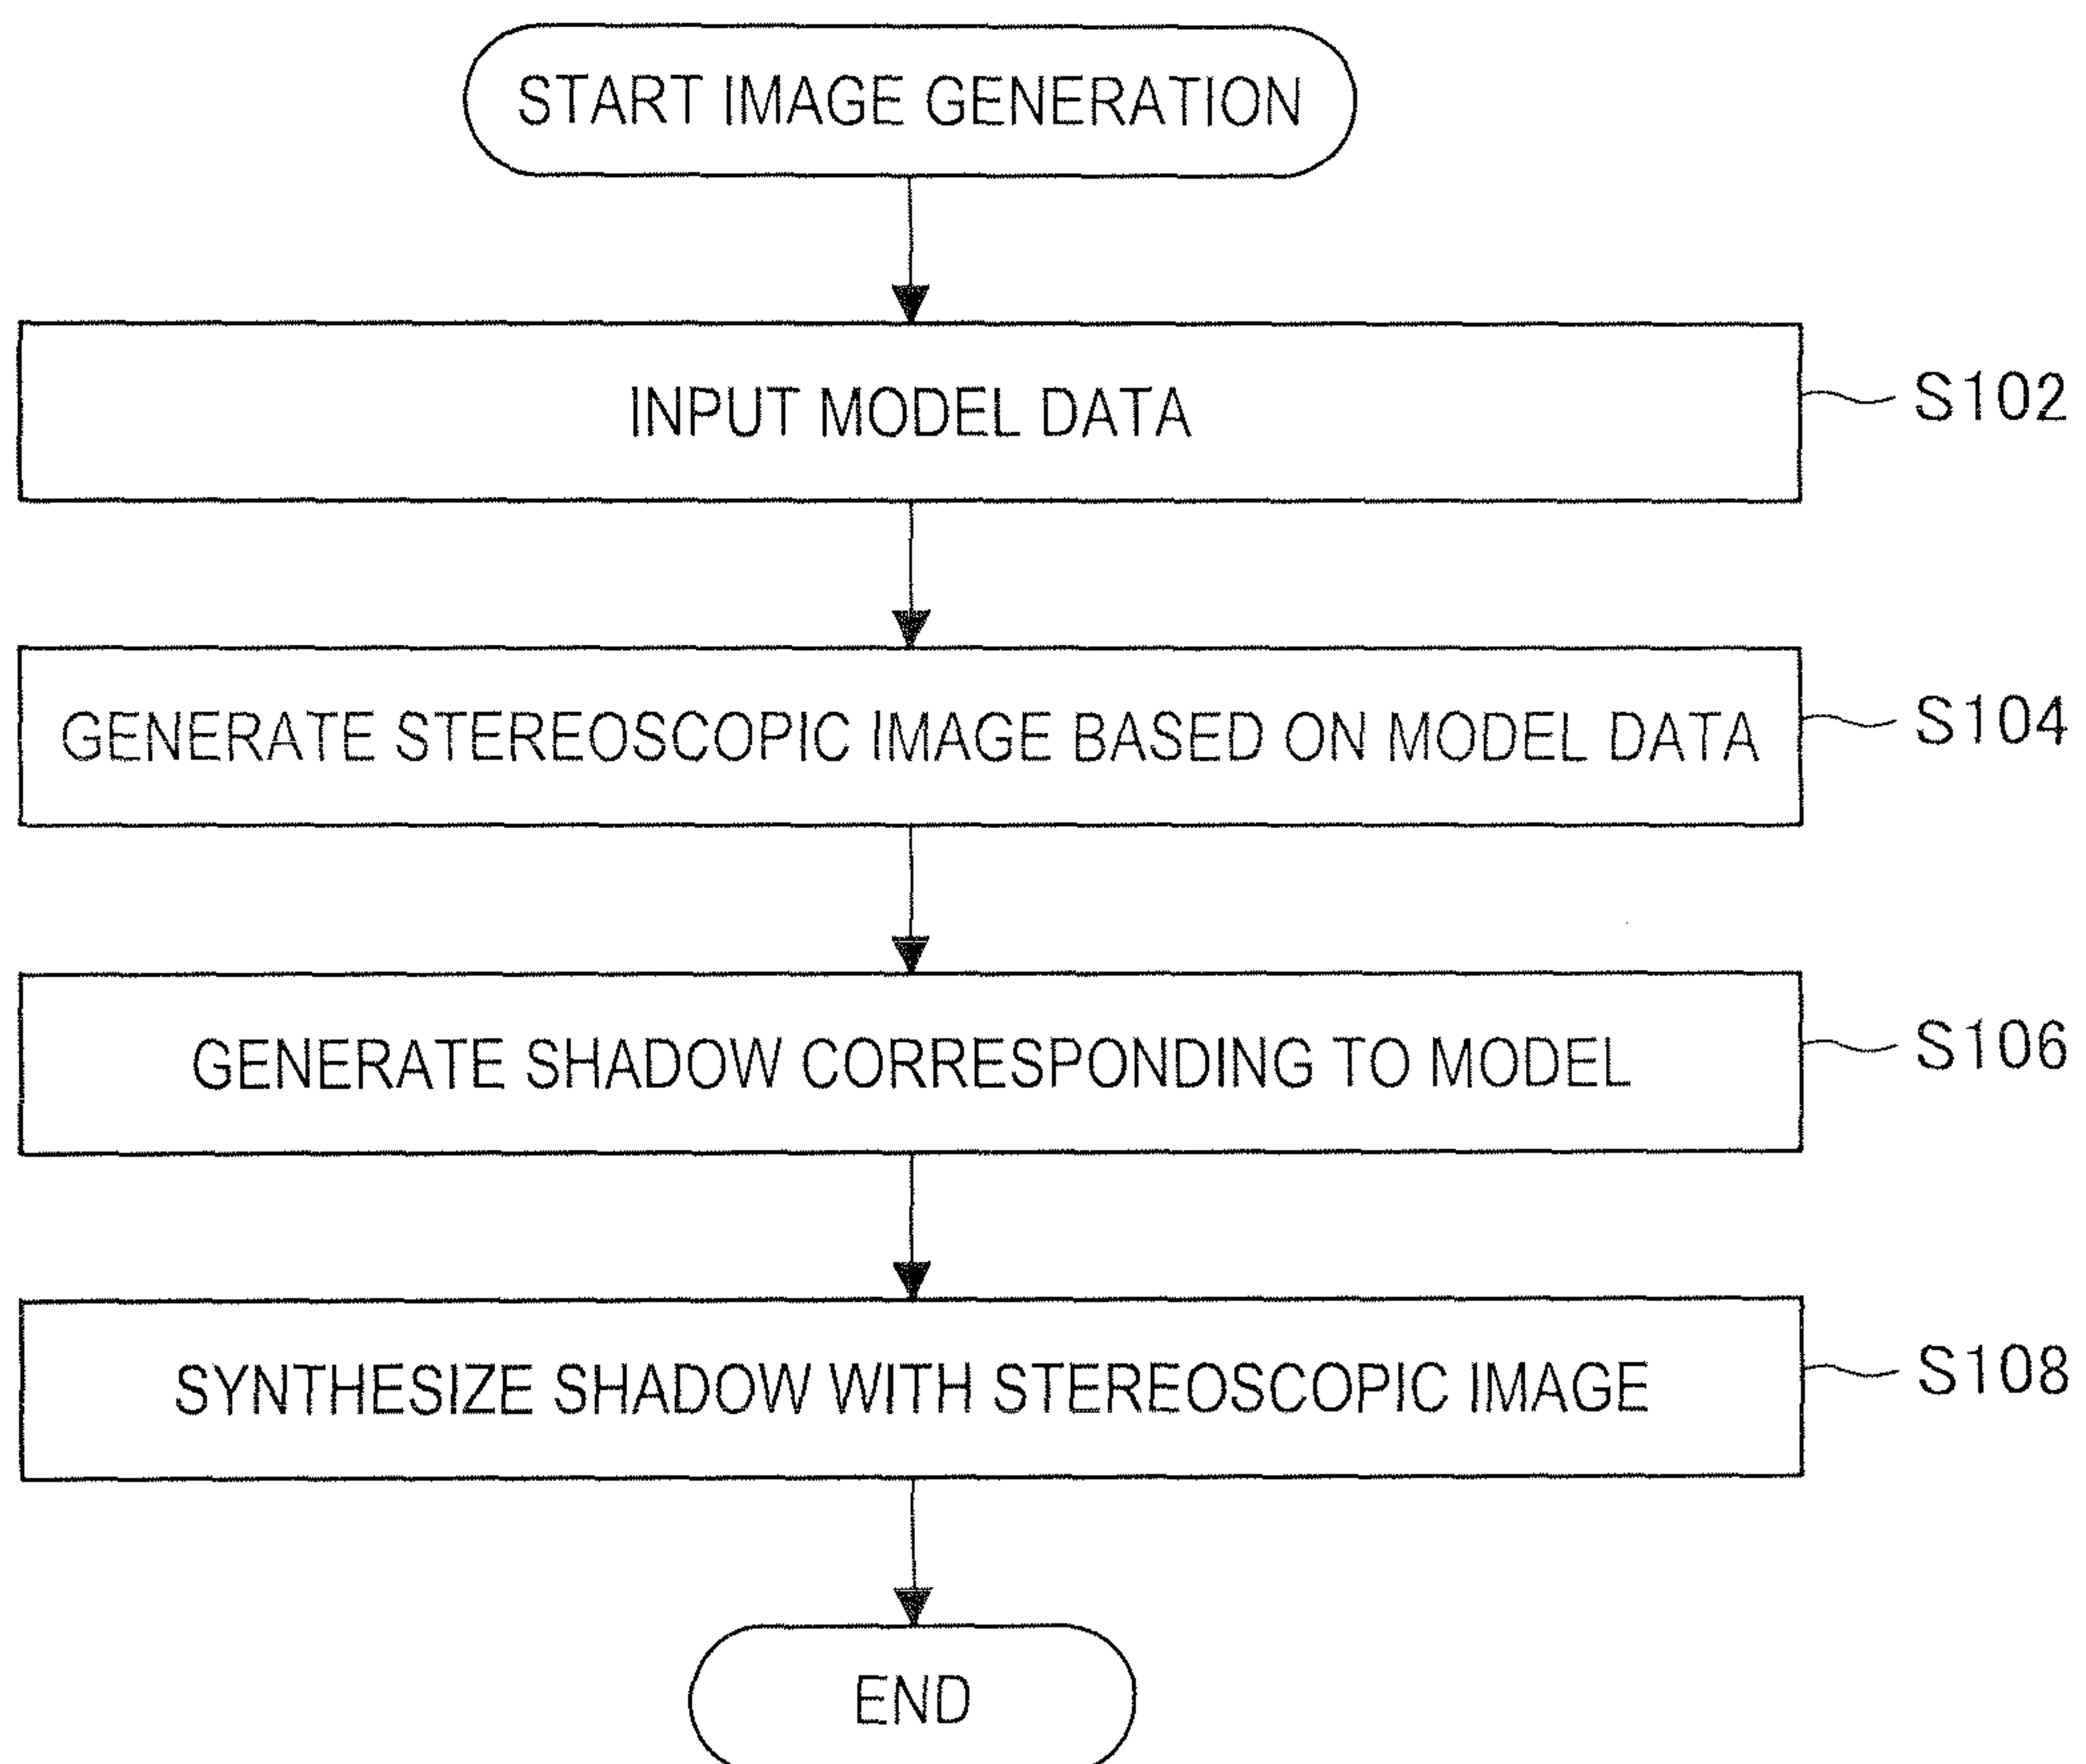 START IMAGE GENERATION
INPUT MODEL DATA
S102
GENERATE STEREOSCOPIC IMAGE BASED ON MODEL DATA
S104
GENERATE SHADOW CORRESPONDING TO MODEL
S106
SYNTHESIZE SHADOW WITH STEREOSCOPIC IMAGE
S108
END